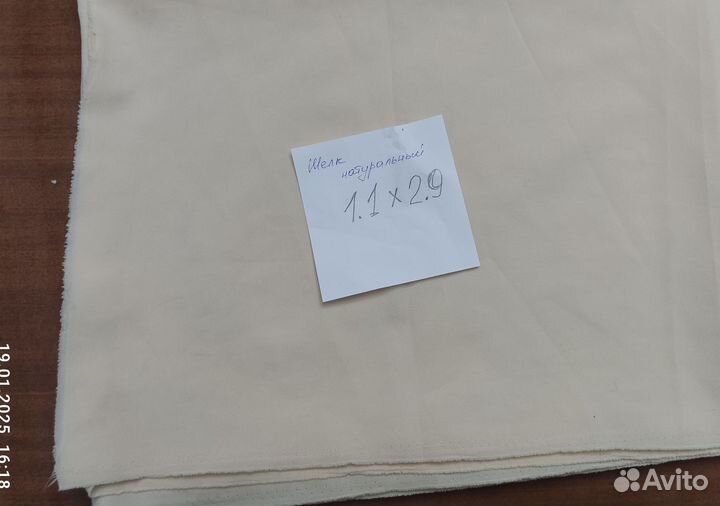 Шелк
натуральный
1.1 x 2.9
19.01.2025 16:18
Avito